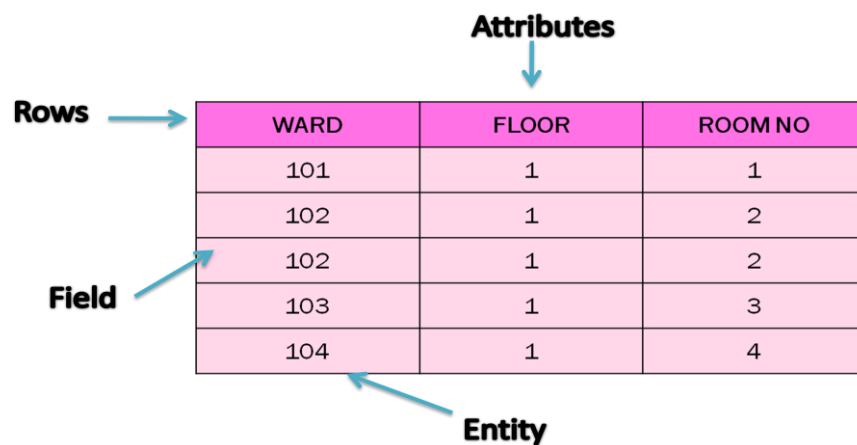 Attributes
Rows
WARD FLOOR ROOM NO
101 1 1
102 1 2
102 1 2
Field
103 1 3
104 1 4
Entity